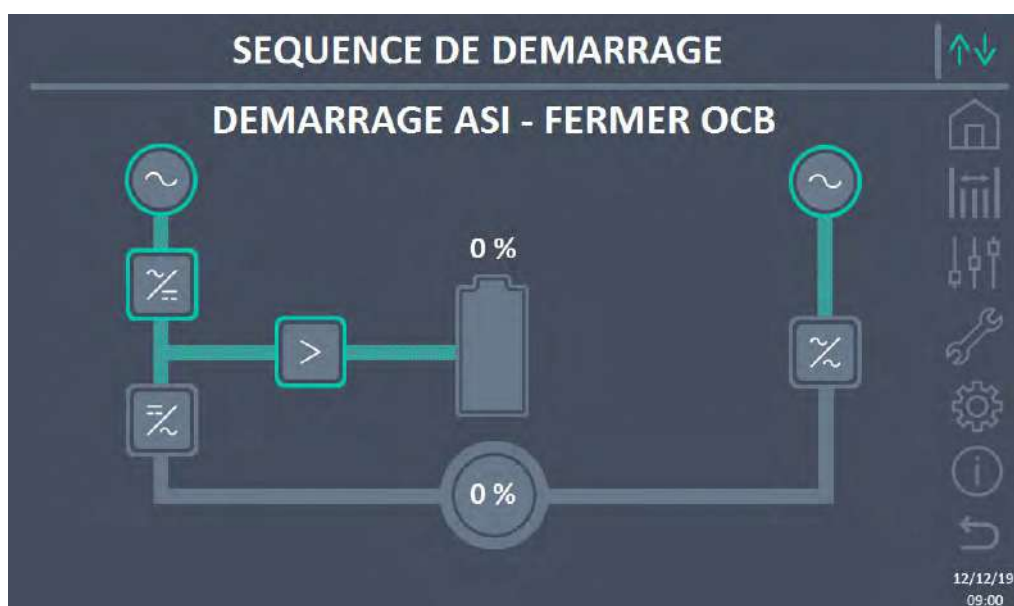 SEQUENCE DE DEMARRAGE
DEMARRAGE ASI - FERMER OCB
0 %
0 %
12/12/19
09:00